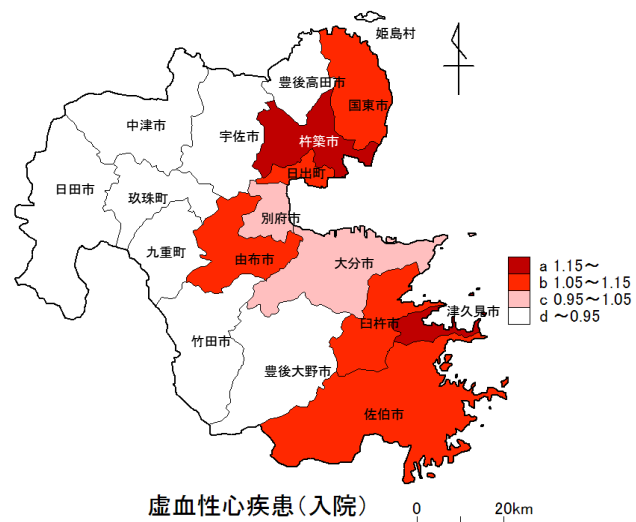 姫島村
豊後高田市
国東市
中津市
宇佐市
杵築市
日出町
日田市
玖珠町
別府市
九重町
由布市
大分市
a 1.15～
b 1.05～1.15
c 0.95～1.05
d ～0.95
津久見市
臼杵市
竹田市
豊後大野市
佐伯市
虚血性心疾患(入院)
0 20km